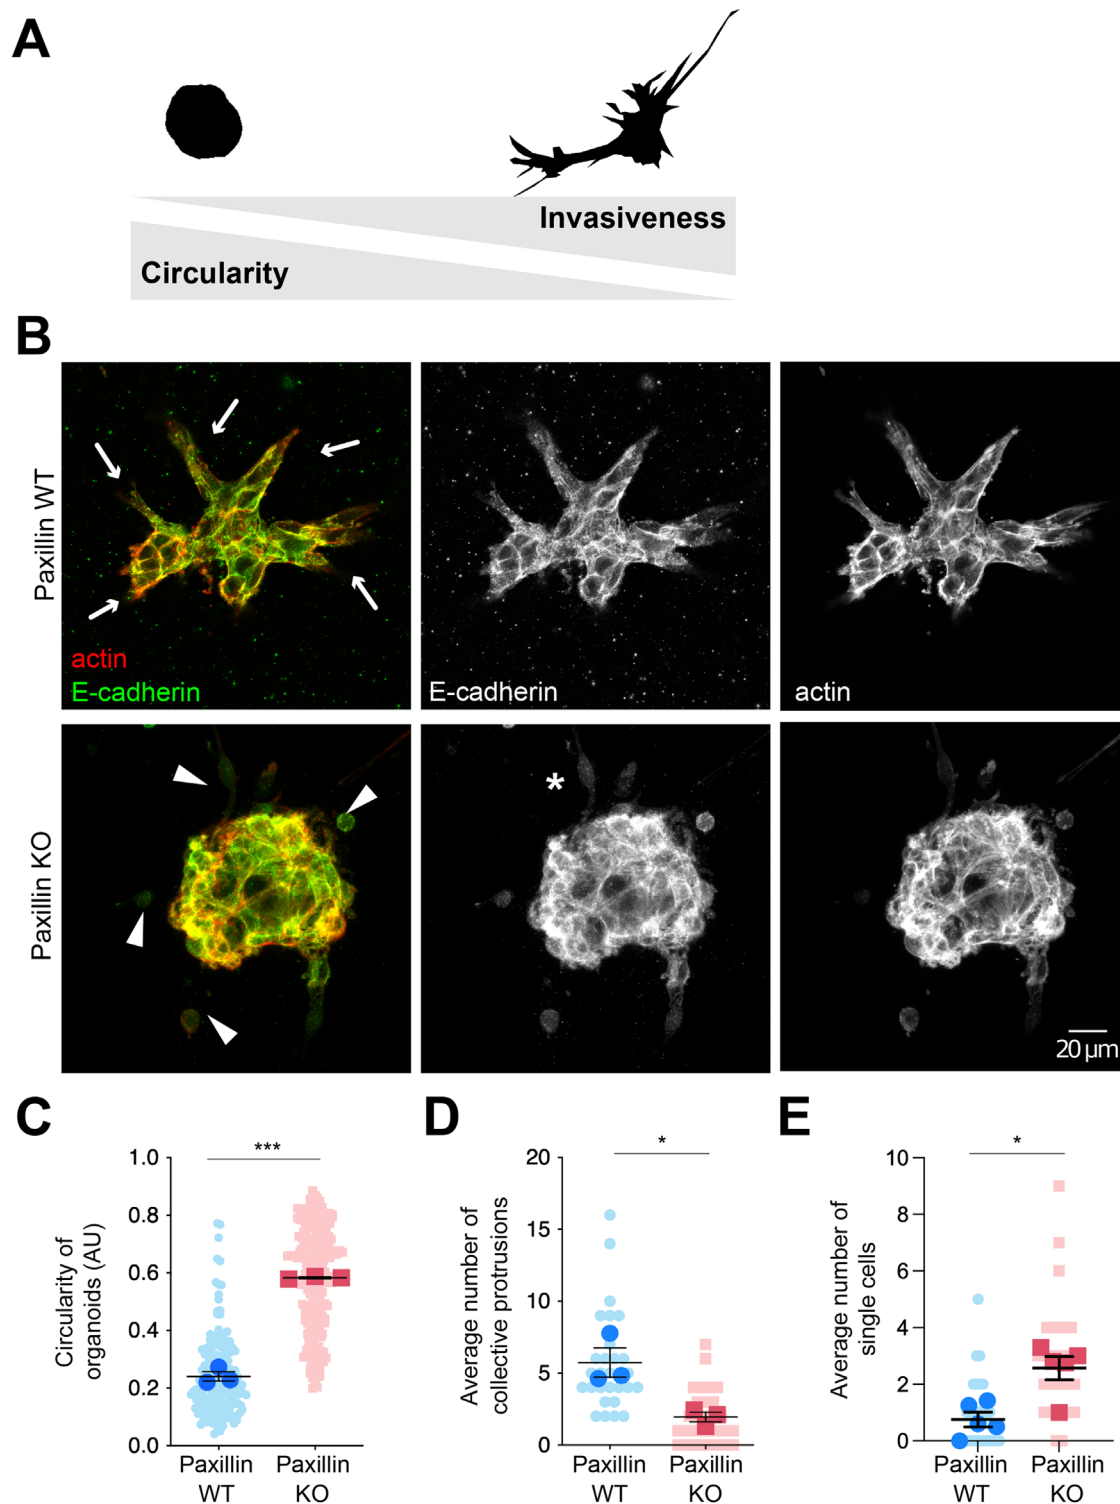 A
Invasiveness
Circularity
B
Paxillin WT
actin
E-cadherin
E-cadherin
actin
Paxillin KO
*
20 µm
C
D
E
***
1.0
0.8
0.6
0.4
0.2
0.0
Circularity of
organoids (AU)
Paxillin
WT
Paxillin
KO
*
20
15
10
5
0
Average number of
collective protrusions
Paxillin
WT
Paxillin
KO
*
10
8
6
4
2
0
Average number of
single cells
Paxillin
WT
Paxillin
KO